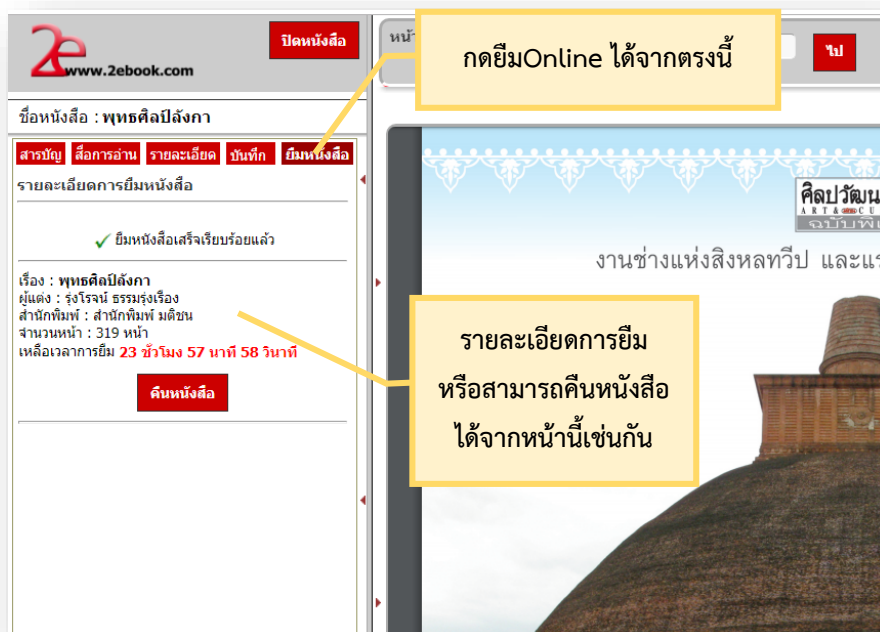 2e
www.2ebook.com
ปิดหนังสือ
ชื่อหนังสือ : พุทธศิลป์ลังกา
สารบัญ สื่อการอ่าน รายละเอียด บันทึก ยืมหนังสือ
รายละเอียดการยืมหนังสือ
ยืมหนังสือเสร็จเรียบร้อยแล้ว
เรื่อง : พุทธศิลป์ลังกา
ผู้แต่ง : รุ่งโรจน์ ธรรมรุ่งเรือง
สำนักพิมพ์ : สำนักพิมพ์ มติชน
จำนวนหน้า : 319 หน้า
เหลือเวลาการยืม 23 ชั่วโมง 57 นาที 58 วินาที
คืนหนังสือ
ไป
กดยืมOnline ได้จากตรงนี้
งานช่างแห่งสิงหลทวีป และแร
รายละเอียดการยืม
หรือสามารถคืนหนังสือ
ได้จากหน้านี้เช่นกัน